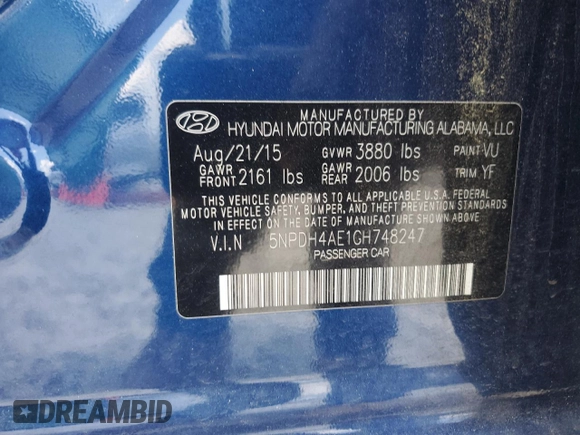 MANUFACTURED BY
HYUNDAI MOTOR MANUFACTURING ALABAMA, LLC
Aug/21/15 GVWR 3880 lbs PAINT VU
GAWR FRONT 2161 lbs GAWR REAR 2006 lbs TRIM YF
THIS VEHICLE CONFORMS TO ALL APPLICABLE U.S.A. FEDERAL
MOTOR VEHICLE SAFETY, BUMPER, AND THEFT PREVENTION
STANDARDS IN EFFECT ON THE DATE OF MANUFACTURE
SHOWN ABOVE.
V.I.N 5NPDH4AE1GH748247
PASSENGER CAR
DREAMBID